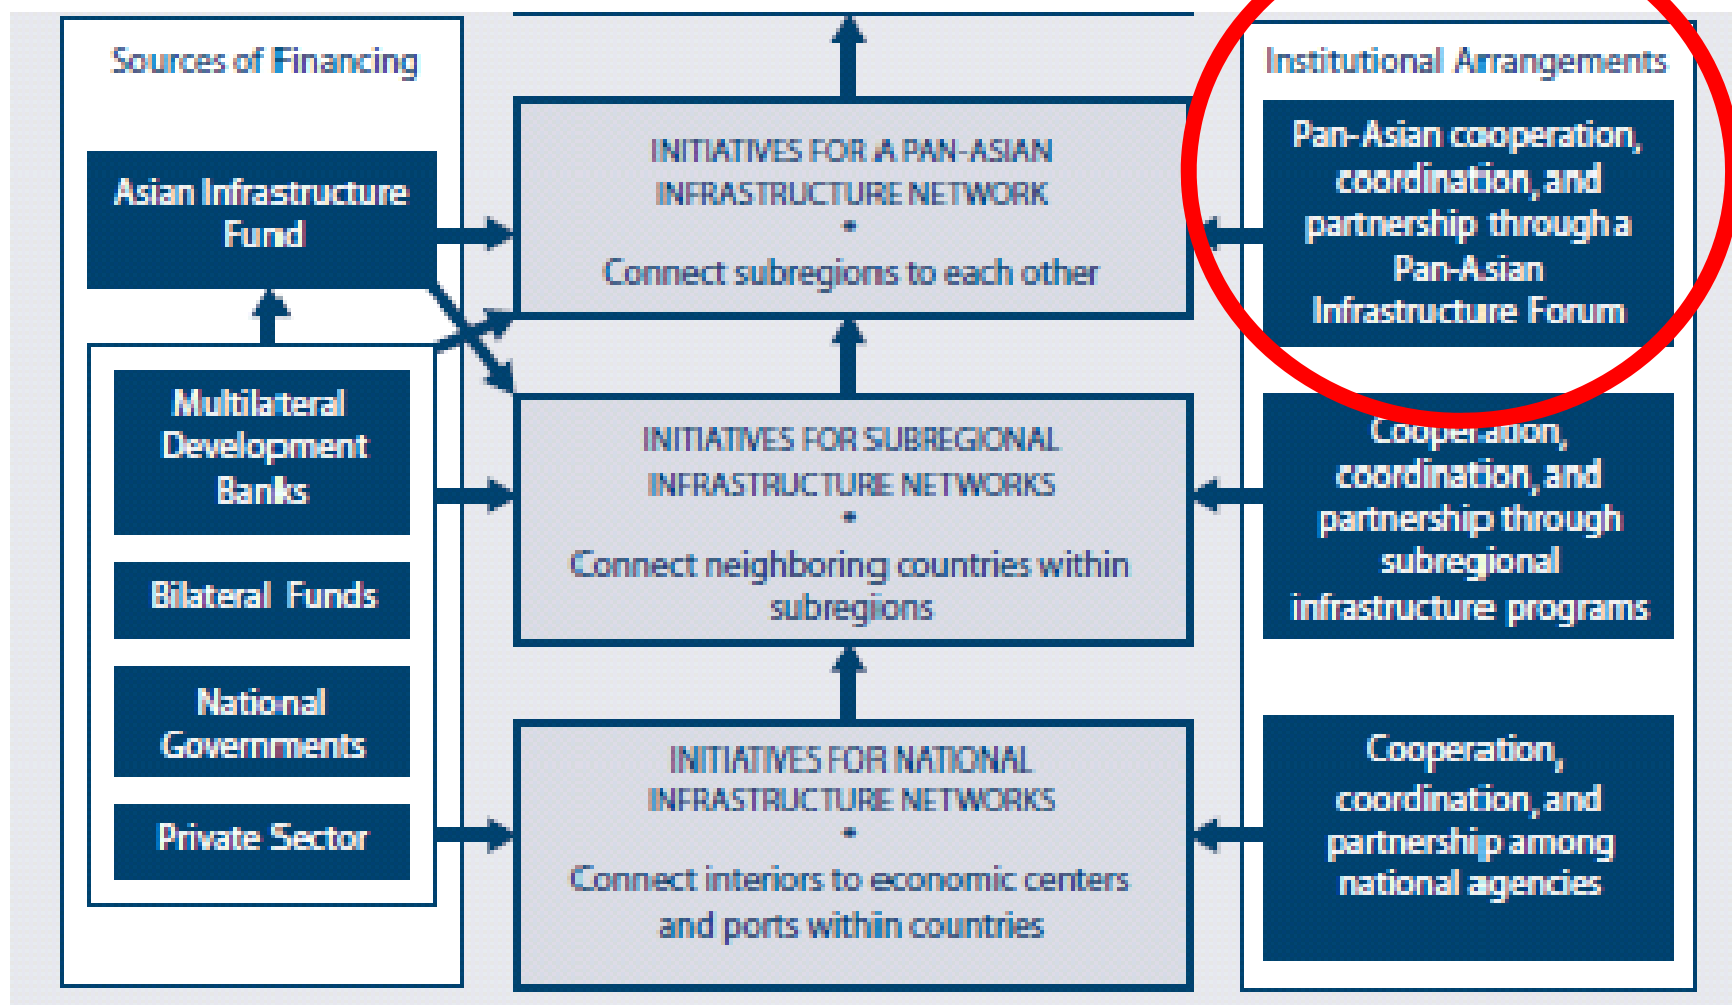 Sources of Financing
Asian Infrastructure
Fund
Multilateral
Development
Banks
Bilateral Funds
National
Governments
Private Sector
INITIATIVES FOR A PAN-ASIAN
INFRASTRUCTURE NETWORK
•
Connect subregions to each other
INITIATIVES FOR SUBREGIONAL
INFRASTRUCTURE NETWORKS
•
Connect neighboring countries within
subregions
INITIATIVES FOR NATIONAL
INFRASTRUCTURE NETWORKS
•
Connect interiors to economic centers
and ports within countries
Institutional Arrangements
Pan-Asian cooperation,
coordination, and
partnership through a
Pan-Asian
Infrastructure Forum
Cooperation,
coordination, and
partnership through
subregional
infrastructure programs
Cooperation,
coordination, and
partnership among
national agencies